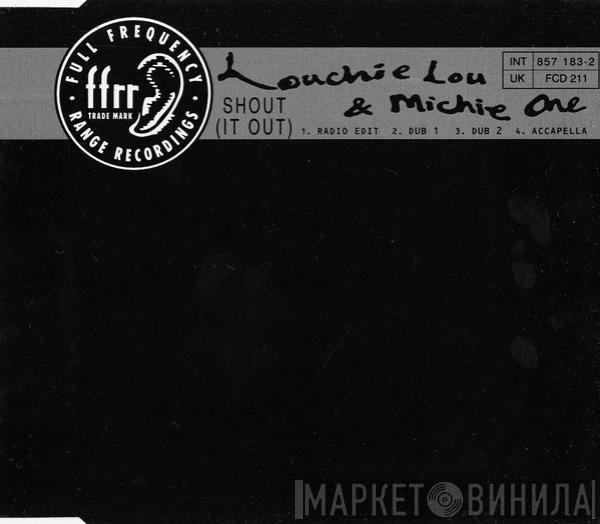 FULL FREQUENCY
ffrr
TRADE MARK
RANGE RECORDINGS
Louchie Lou
& Michie One
SHOUT
(IT OUT)
1. RADIO EDIT 2. DUB 1 3. DUB 2 4. ACCAPELLA
INT 857 183-2
UK FCD 211
МАРКЕТ ВИНИЛА